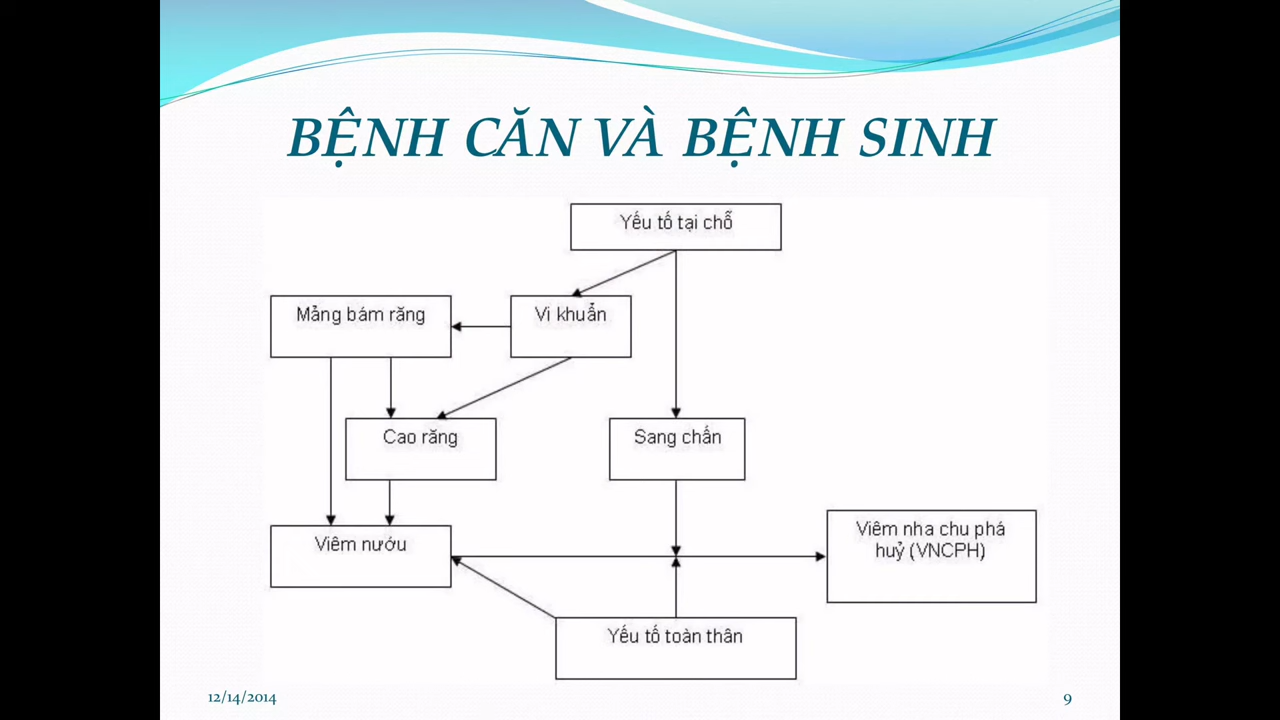 BỆNH CĂN VÀ BỆNH SINH
Yếu tố tại chỗ
Mảng bám răng
Vi khuẩn
Cao răng
Sang chấn
Viêm nướu
Viêm nha chu phá
huỷ (VNCPH)
Yếu tố toàn thân
12/14/2014
9